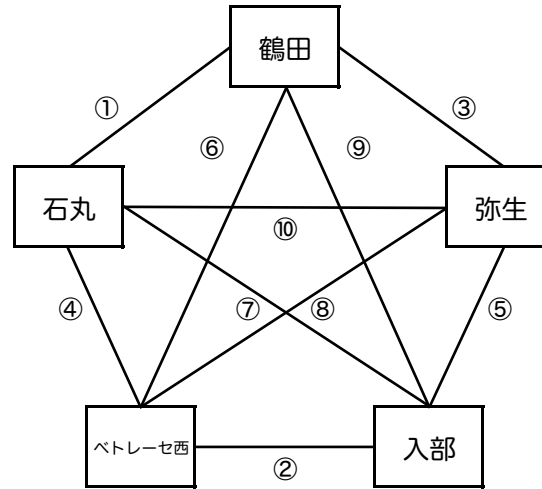 鶴田
①
③
⑥
⑨
石丸
弥生
⑩
④
⑦
⑧
⑤
ベトレーセ西
入部
②